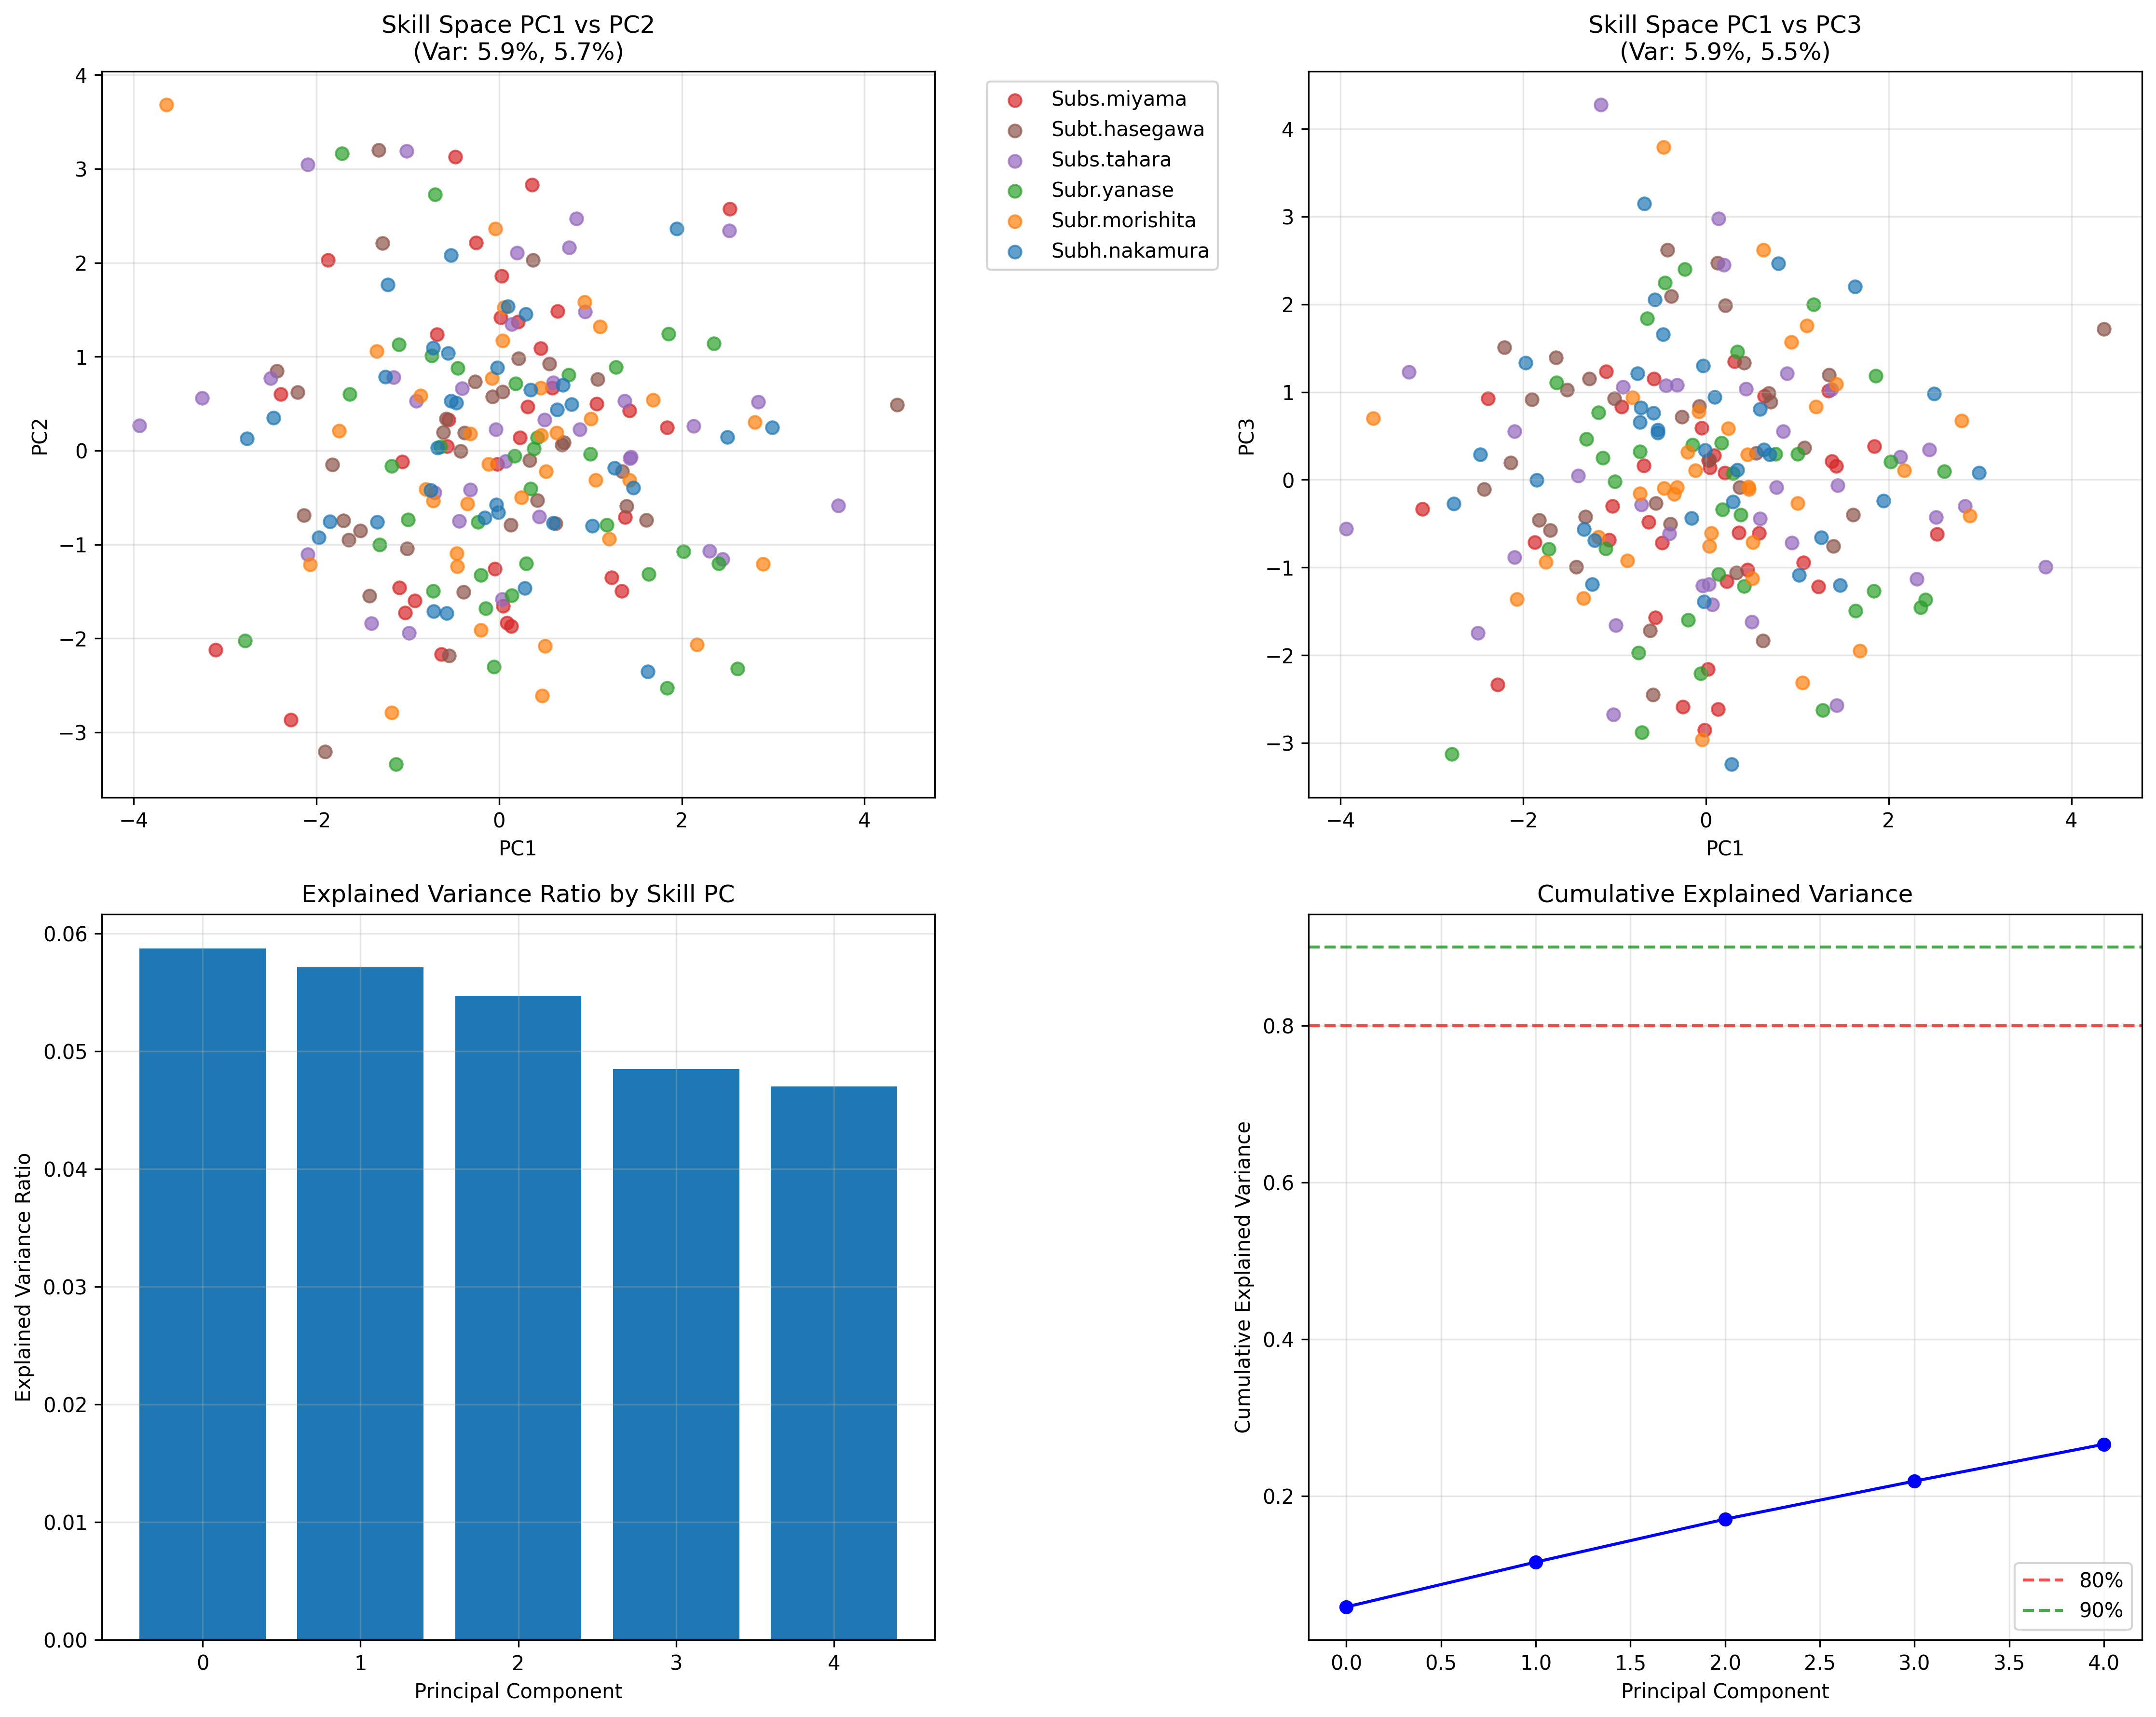 Skill Space PC1 vs PC2
(Var: 5.9%, 5.7%)
4
3
2
1
0
−1
−2
−3
PC2
−4
−2
0
2
4
PC1
Subs.miyama
Subt.hasegawa
Subs.tahara
Subr.yanase
Subr.morishita
Subh.nakamura
Skill Space PC1 vs PC3
(Var: 5.9%, 5.5%)
4
3
2
1
0
−1
−2
−3
PC3
−4
−2
0
2
4
PC1
Explained Variance Ratio by Skill PC
0.06
0.05
0.04
0.03
0.02
0.01
0.00
Explained Variance Ratio
0
1
2
3
4
Principal Component
Cumulative Explained Variance
0.8
0.6
0.4
0.2
Cumulative Explained Variance
80%
90%
0.0
0.5
1.0
1.5
2.0
2.5
3.0
3.5
4.0
Principal Component